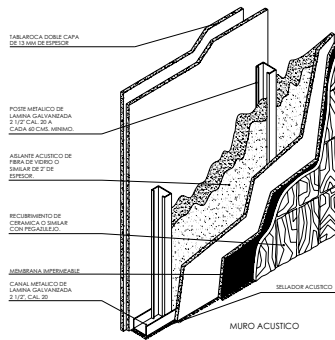 TABLAROCA DOBLE CAPA
DE 13 MM DE ESPESOR
POSTE METALICO DE
LAMINA GALVANIZADA
2 1/2" CAL. 20 A
CADA 60 CMS. MINIMO.
AISLANTE ACUSTICO DE
FIBRA DE VIDRIO O
SIMILAR DE 2" DE
ESPESOR.
RECUBRIMIENTO DE
CERAMICA O SIMILAR
CON PEGAZULEJO.
MEMBRANA IMPERMEABLE
CANAL METALICO DE
LAMINA GALVANIZADA
2 1/2", CAL. 20
SELLADOR ACUSTICO
MURO ACUSTICO